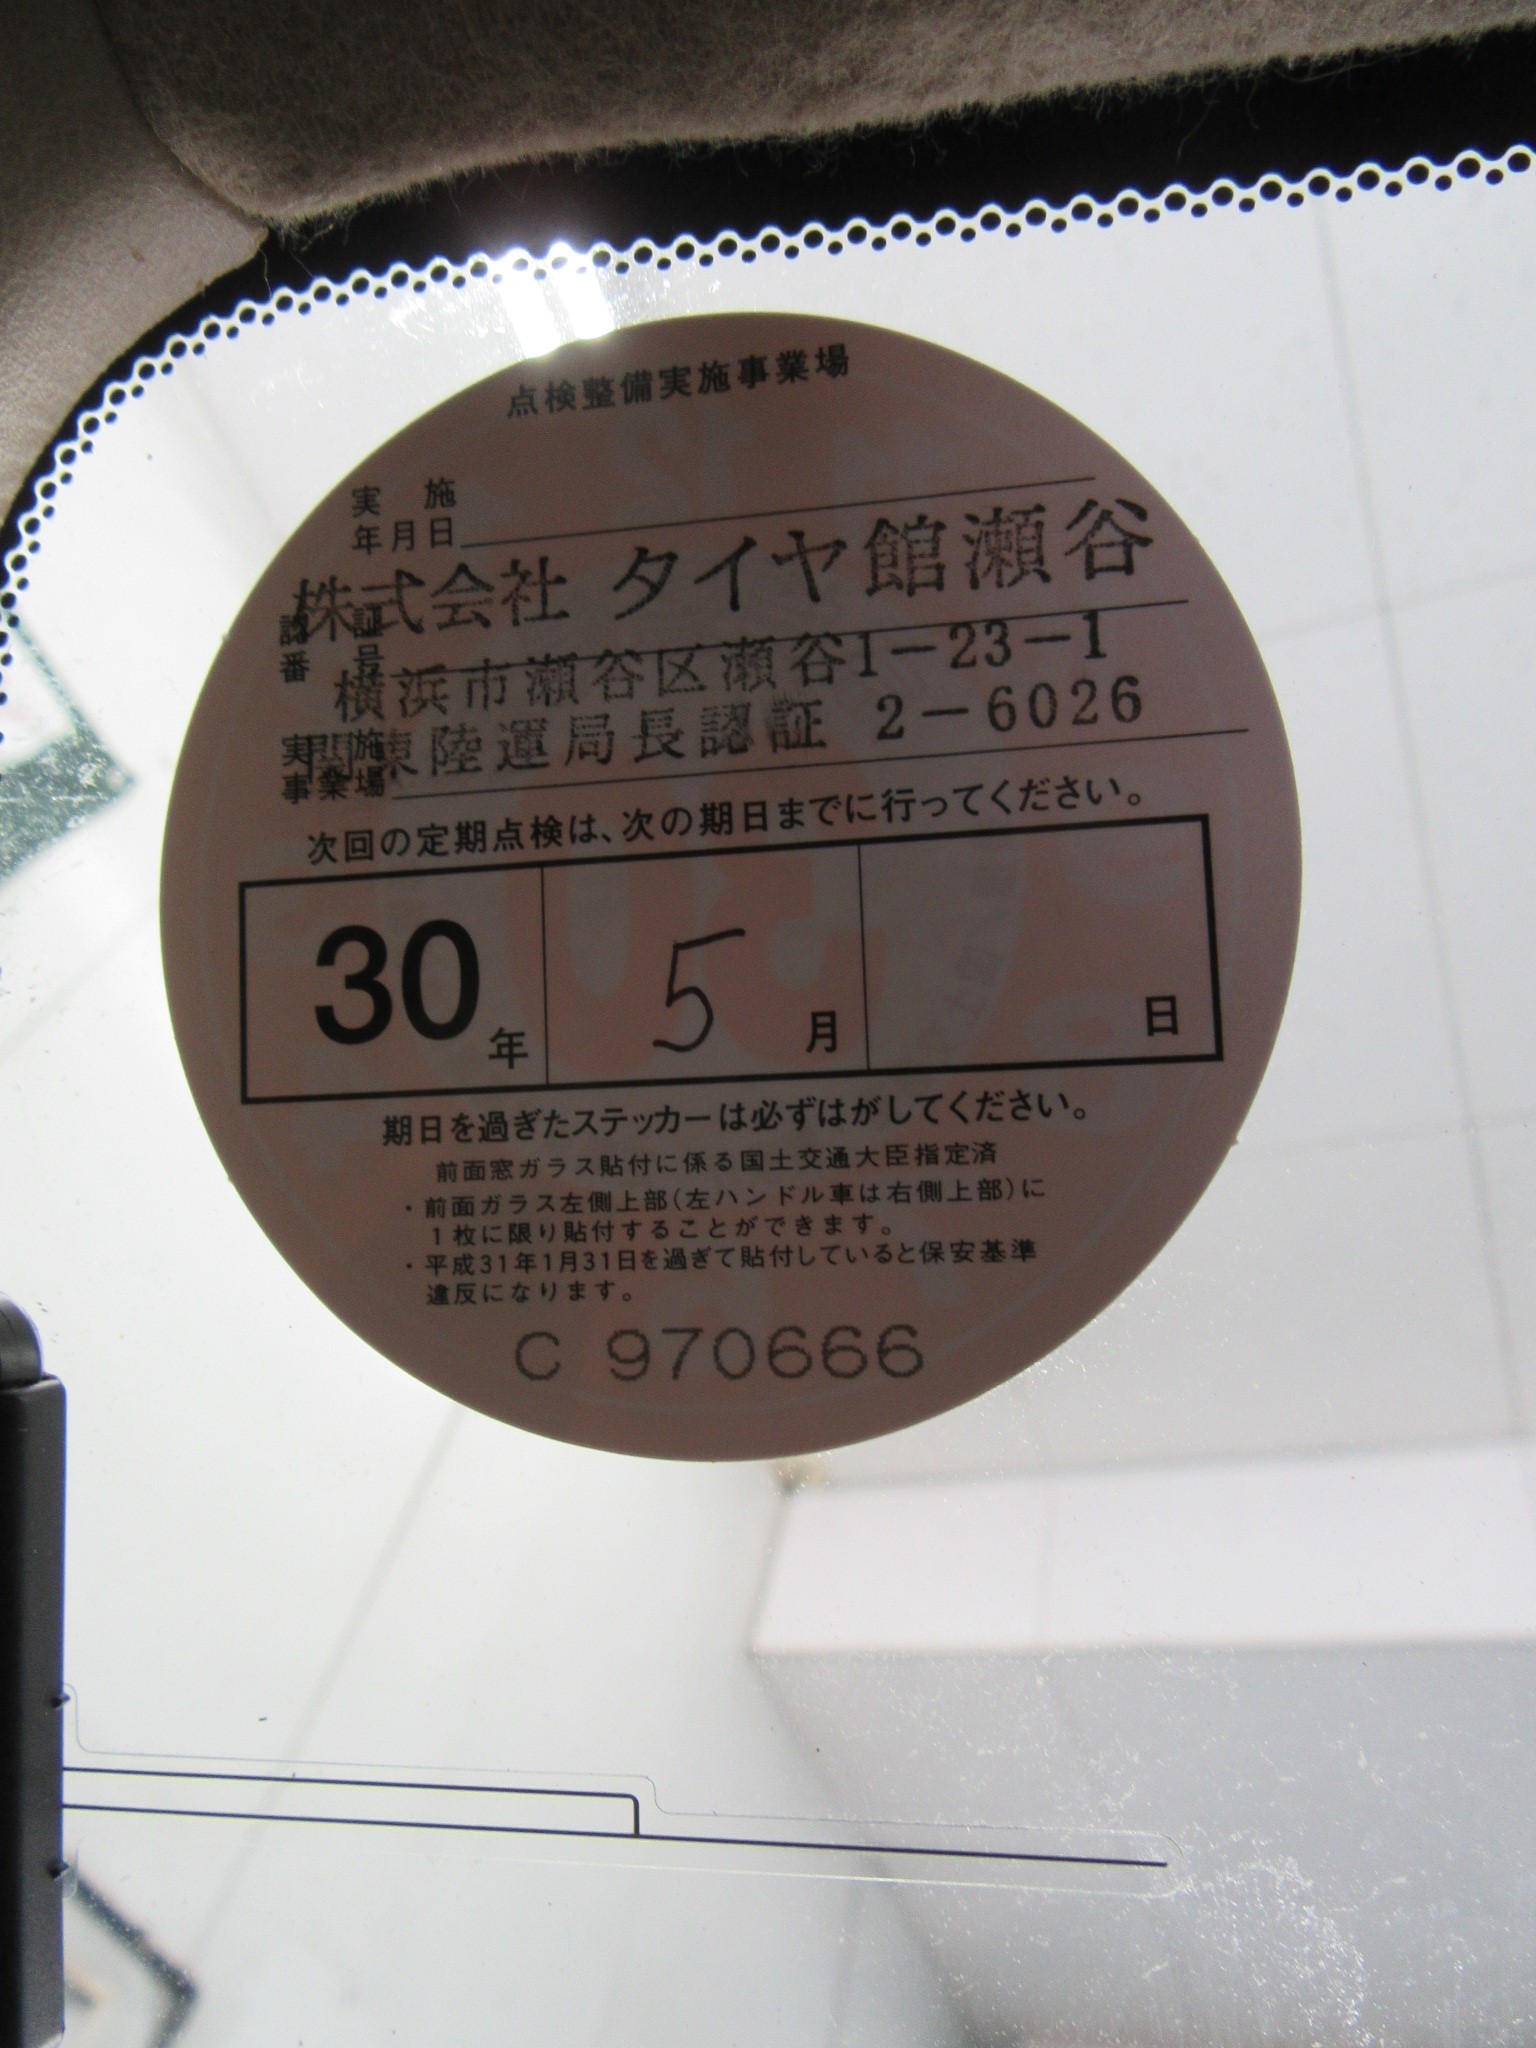 点検整備実施事業場
実施
年月日
株式会社 タイヤ館瀬谷
認証
番号
横浜市瀬谷区瀬谷1-23-1
関東陸運局長認証 2-6026
実施
事業場
次回の定期点検は、次の期日までに行ってください。
30年 5月 日
期日を過ぎたステッカーは必ずはがしてください。
前面窓ガラス貼付に係る国土交通大臣指定済
・前面ガラス左側上部(左ハンドル車は右側上部)に
1枚に限り貼付することができます。
・平成31年1月31日を過ぎて貼付していると保安基準
違反になります。
C 970666